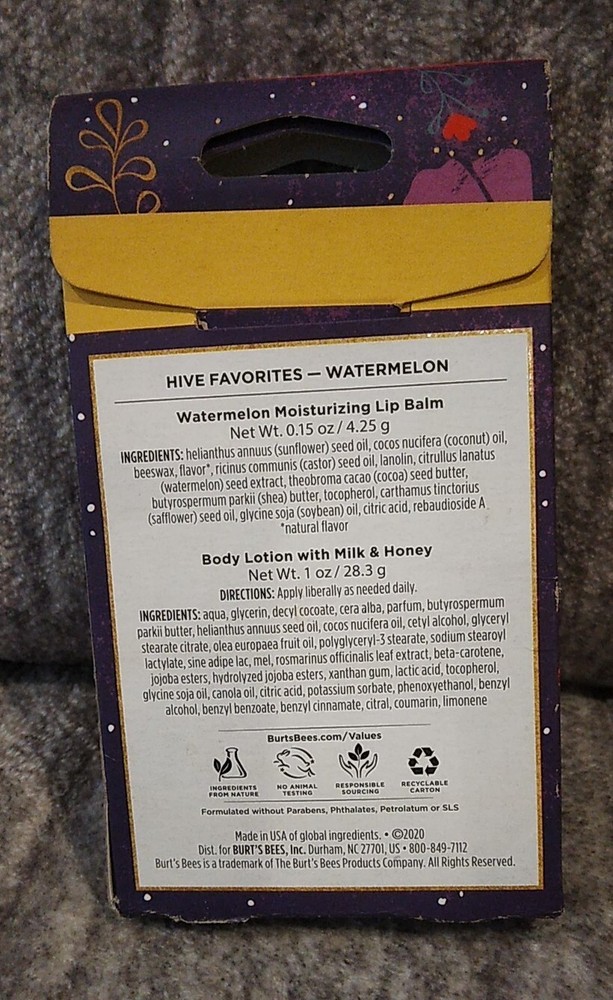 HIVE FAVORITES — WATERMELON
Watermelon Moisturizing Lip Balm
Net Wt. 0.15 oz / 4.25 g
INGREDIENTS: helianthus annuus (sunflower) seed oil, cocos nucifera (coconut) oil,
beeswax, flavor*, ricinus communis (castor) seed oil, lanolin, citrullus lanatus
(watermelon) seed extract, theobroma cacao (cocoa) seed butter,
butyrospermum parkii (shea) butter, tocopherol, carthamus tinctorius
(safflower) seed oil, glycine soja (soybean) oil, citric acid, rebaudioside A
*natural flavor
Body Lotion with Milk & Honey
Net Wt. 1 oz / 28.3 g
DIRECTIONS: Apply liberally as needed daily.
INGREDIENTS: aqua, glycerin, decyl cocoate, cera alba, parfum, butyrospermum
parkii butter, helianthus annuus seed oil, cocos nucifera oil, cetyl alcohol, glyceryl
stearate citrate, olea europaea fruit oil, polyglyceryl-3 stearate, sodium stearoyl
lactylate, sine adipe lac, mel, rosmarinus officinalis leaf extract, beta-carotene,
jojoba esters, hydrolyzed jojoba esters, xanthan gum, lactic acid, tocopherol,
glycine soja oil, canola oil, citric acid, potassium sorbate, phenoxyethanol, benzyl
alcohol, benzyl benzoate, benzyl cinnamate, citral, coumarin, limonene
BurtsBees.com/Values
INGREDIENTS FROM NATURE
NO ANIMAL TESTING
RESPONSIBLE SOURCING
RECYCLABLE CARTON
Formulated without Parabens, Phthalates, Petrolatum or SLS
Made in USA of global ingredients. • ©2020
Dist. for BURT'S BEES, Inc. Durham, NC 27701, US • 800-849-7112
Burt's Bees is a trademark of The Burt's Bees Products Company. All Rights Reserved.